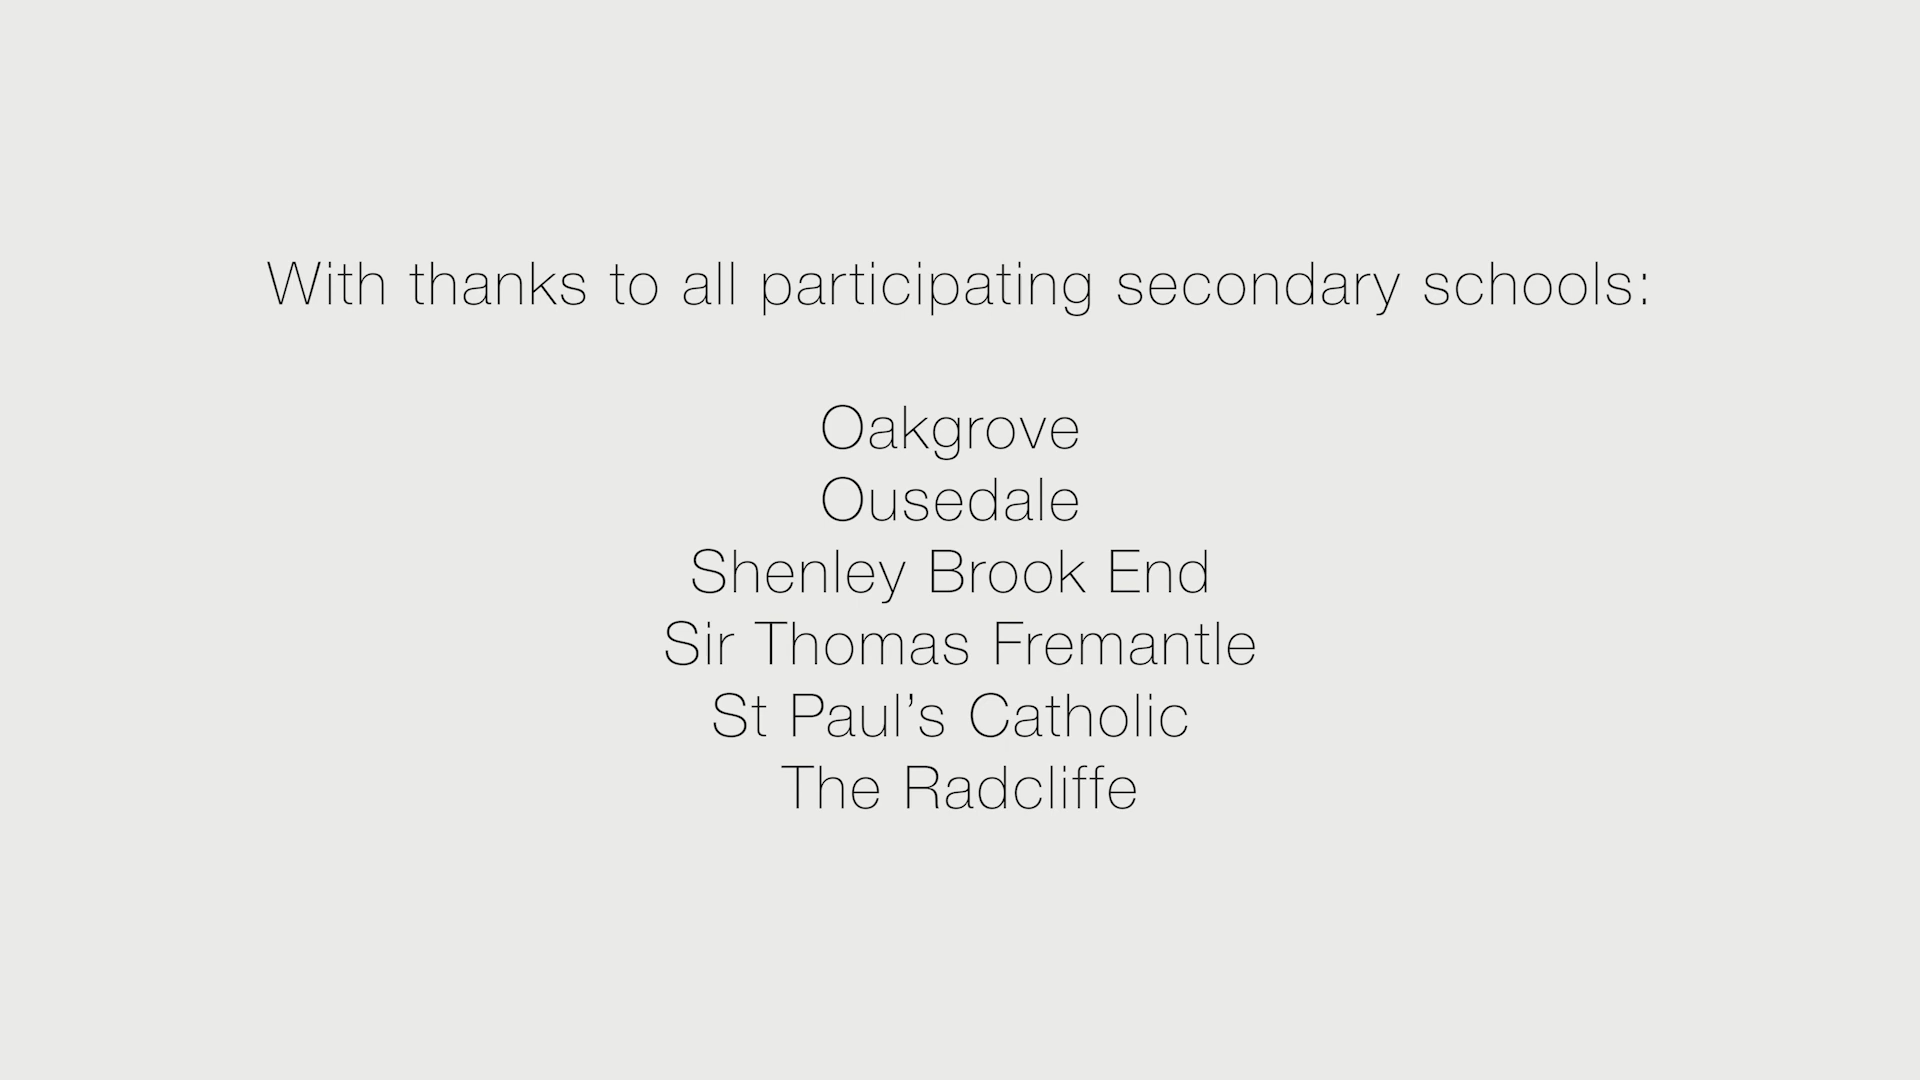 With thanks to all participating secondary schools:
Oakgrove
Ousedale
Shenley Brook End
Sir Thomas Fremantle
St Paul’s Catholic
The Radcliffe